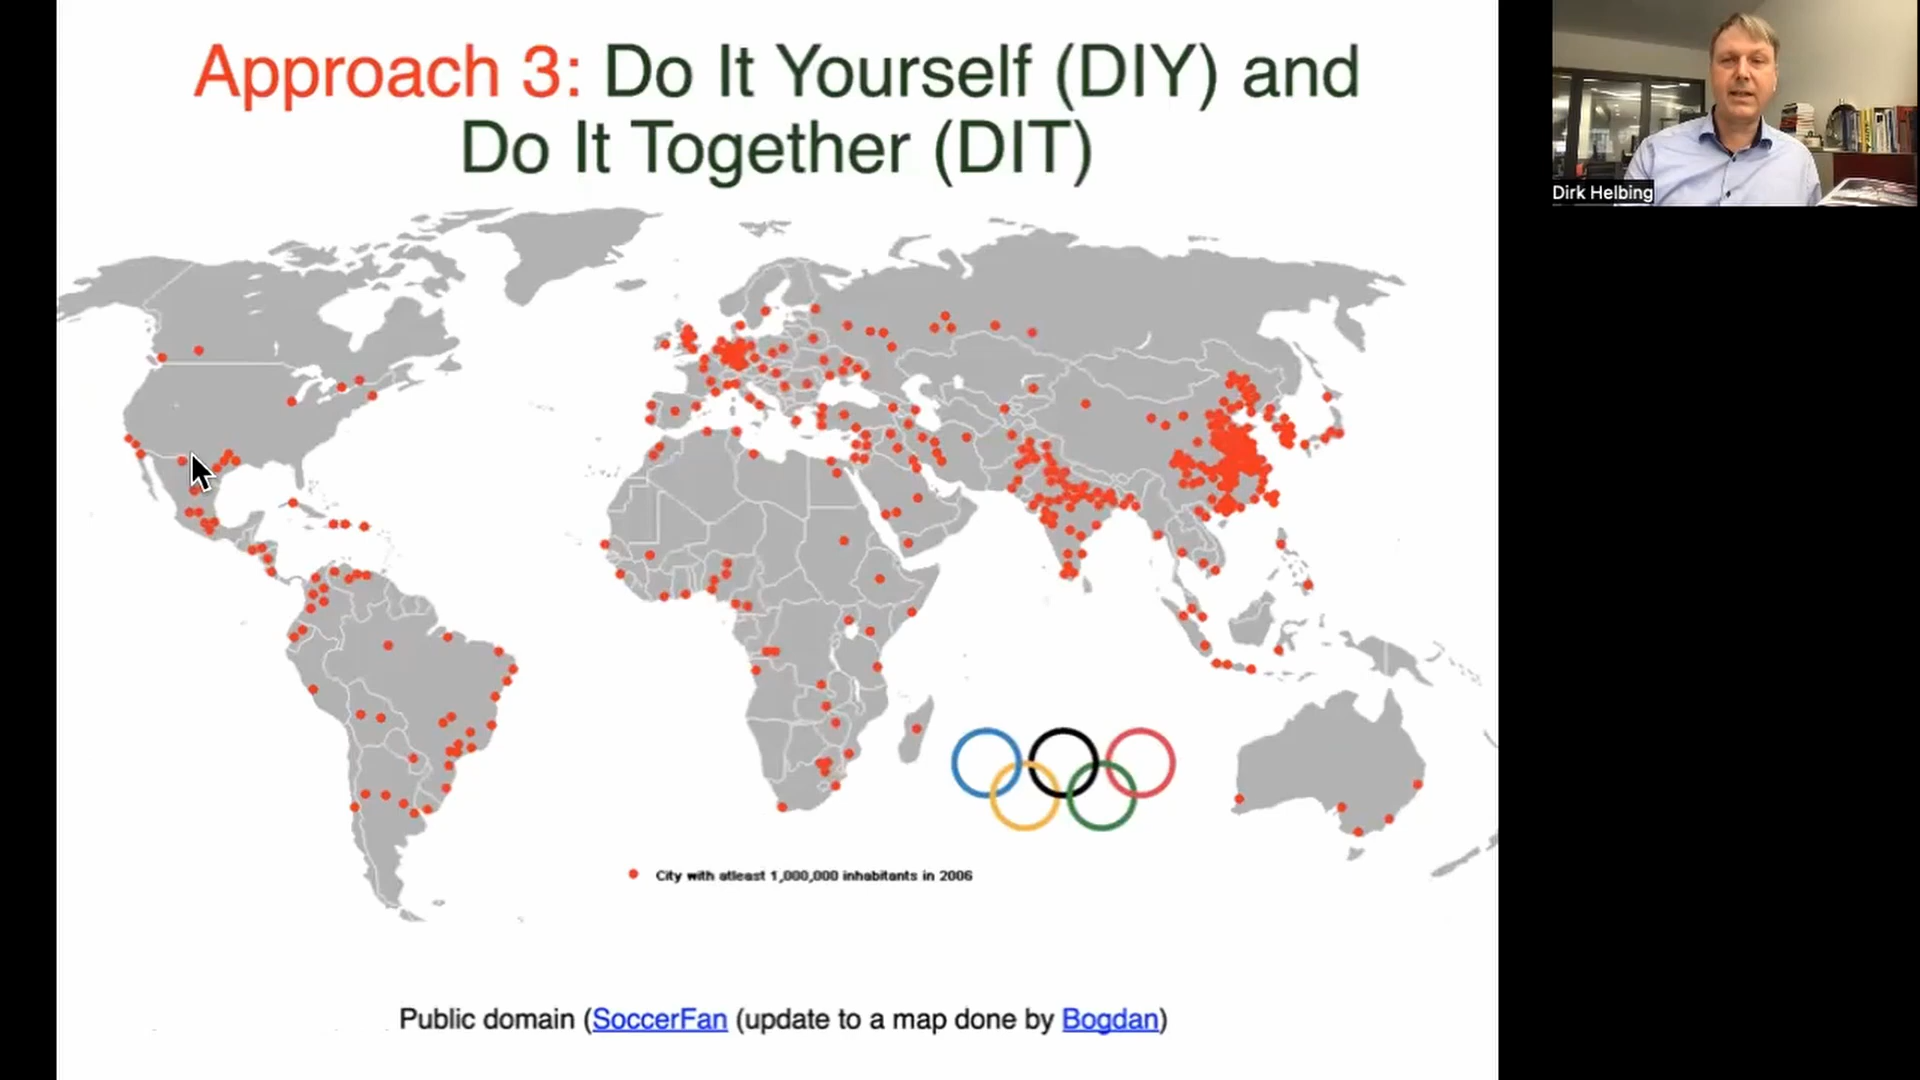 Approach 3: Do It Yourself (DIY) and
Do It Together (DIT)
Dirk Helbing
City with atleast 1,000,000 inhabitants in 2006
Public domain (SoccerFan (update to a map done by Bogdan)